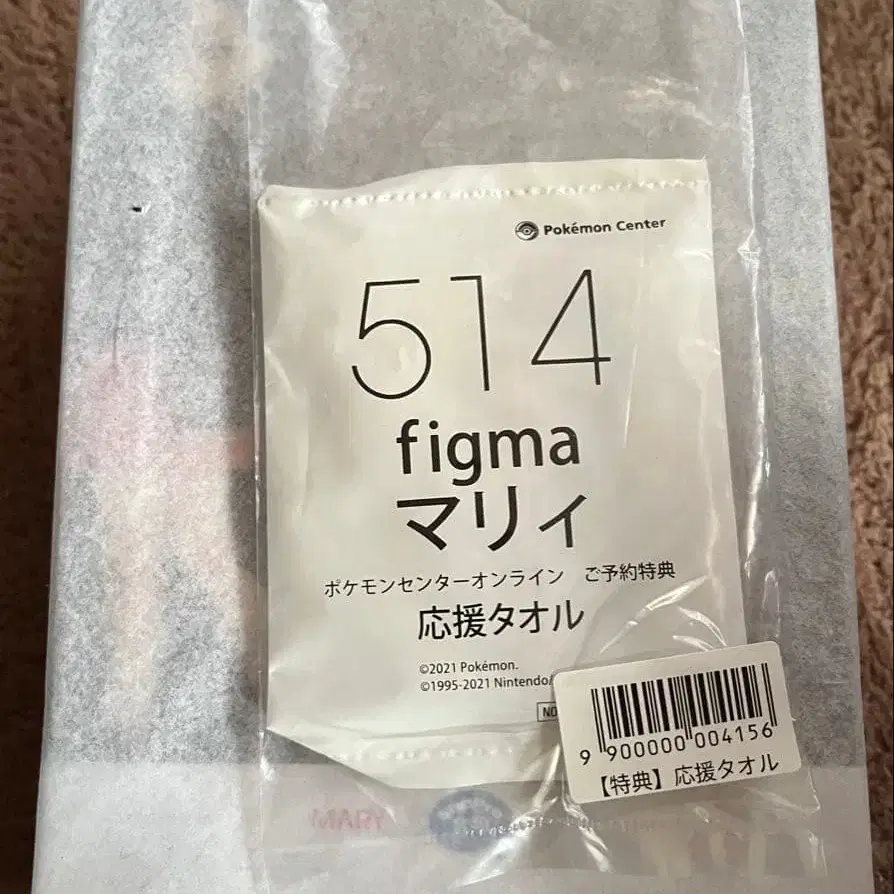 Pokémon Center
514
figma
マリィ
ポケモンセンターオンライン ご予約特典
応援タオル
©2021 Pokémon.
©1995-2021 Nintendo/
NO
9 900000 004156
【特典】応援タオル
MARY